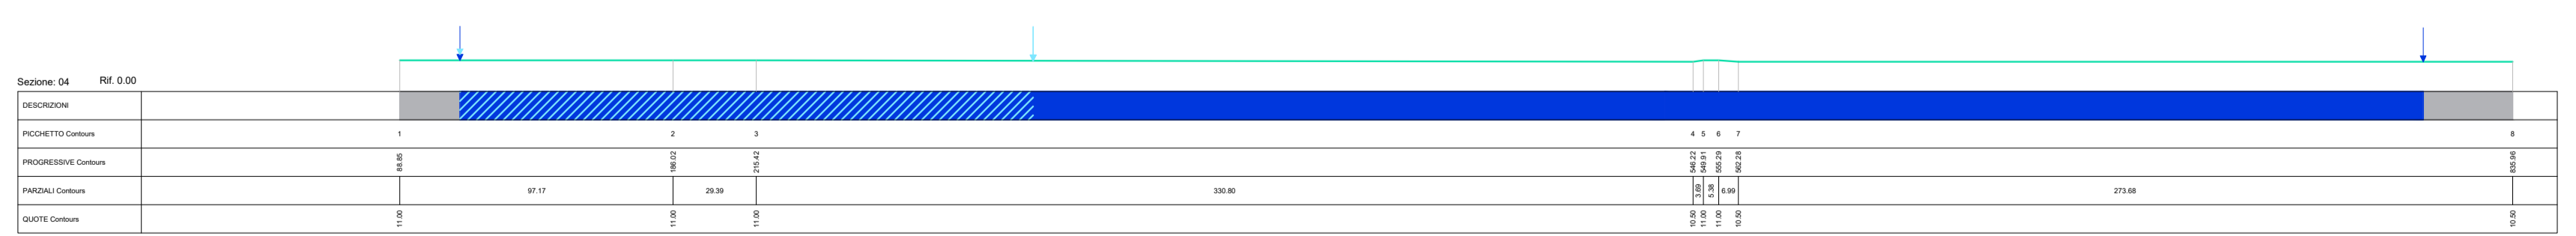 Sezione: 04 Rif. 0.00
DESCRIZIONI
PICCHETTO Contours 1 2 3 4 5 6 7 8
PROGRESSIVE Contours 88.85 186.02 215.42 546.22 549.91 555.29 562.28 835.96
PARZIALI Contours 97.17 29.39 330.80 3.69 5.38 6.99 273.68
QUOTE Contours 11.00 11.00 11.00 10.50 11.00 11.00 10.50 10.50